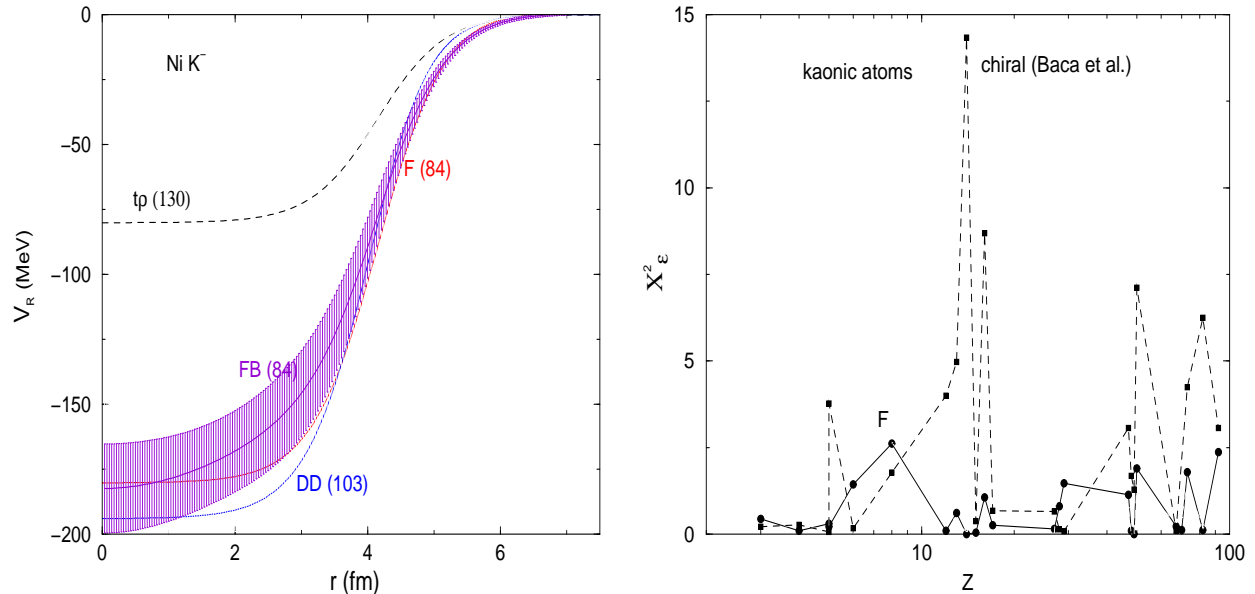 0
−50
−100
−150
−200
V_R (MeV)
Ni K⁻
tρ (130)
F (84)
FB (84)
DD (103)
0 2 4 6
r (fm)
15
10
5
0
Χ²ε
kaonic atoms
chiral (Baca et al.)
F
10 100
Z